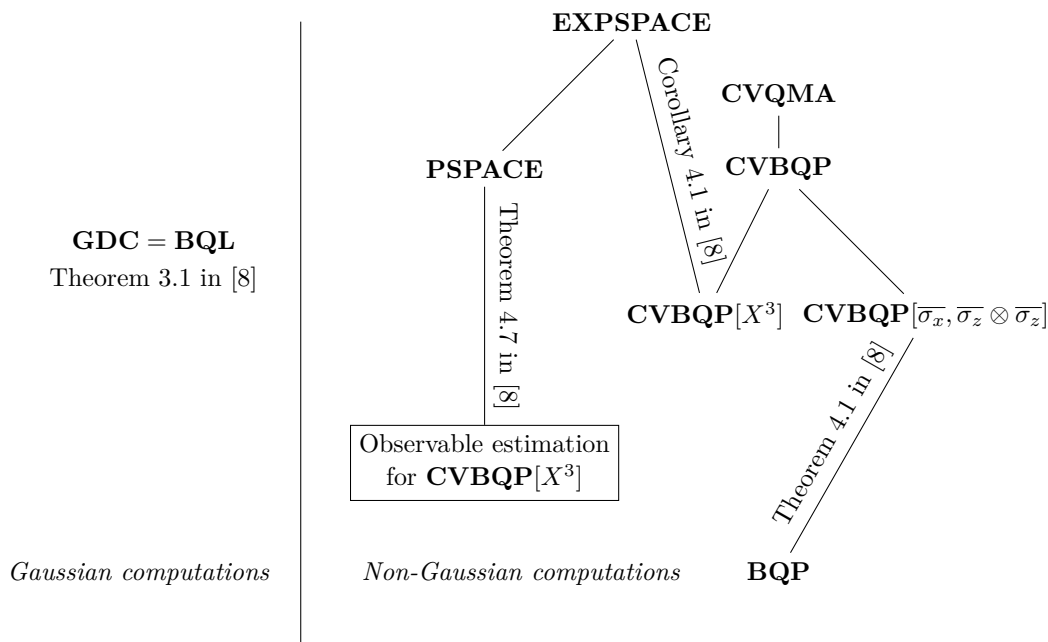 EXPSPACE
CVQMA
Corollary 4.1 in [8]
PSPACE
CVBQP
GDC = BQL
Theorem 3.1 in [8]
Theorem 4.7 in [8]
CVBQP[X³]
CVBQP[σ̅ₓ, σ̅_z ⊗ σ̅_z]
Theorem 4.1 in [8]
Observable estimation
for CVBQP[X³]
Gaussian computations
Non-Gaussian computations
BQP